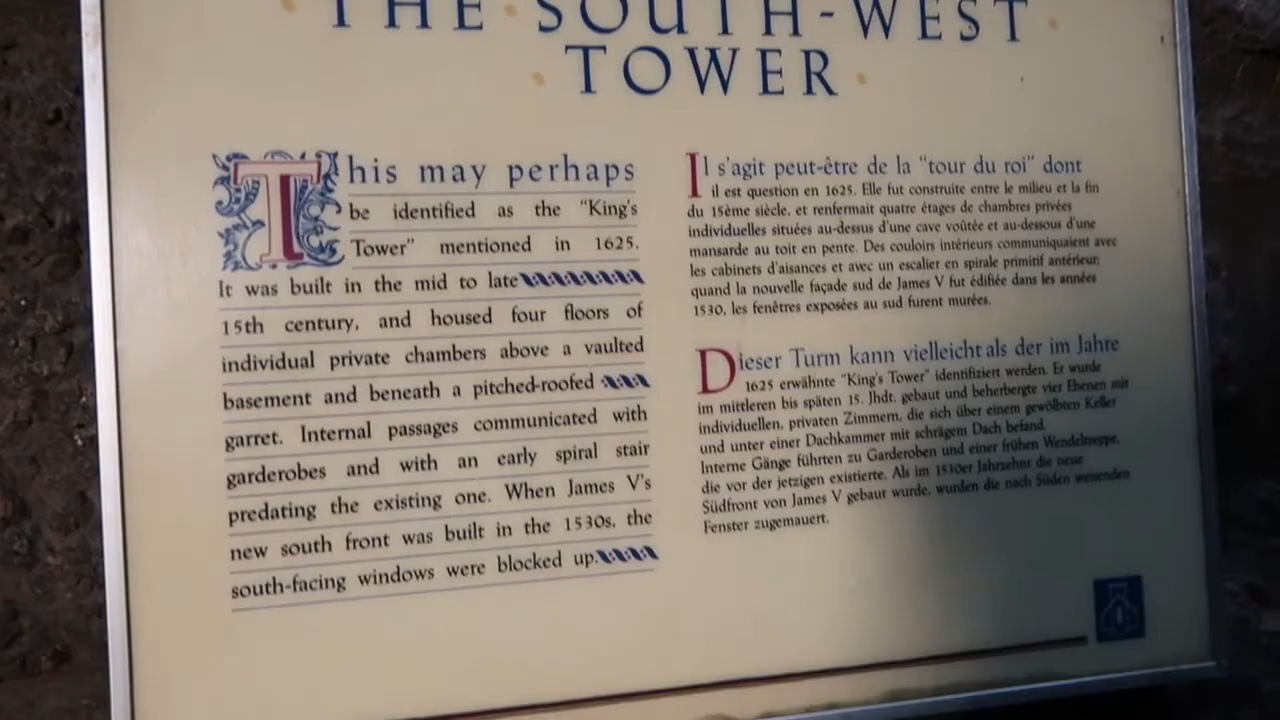 THE SOUTH-WEST
TOWER
This may perhaps
be identified as the "King's
Tower" mentioned in 1625.
It was built in the mid to late
15th century, and housed four floors of
individual private chambers above a vaulted
basement and beneath a pitched-roofed
garret. Internal passages communicated with
garderobes and with an early spiral stair
predating the existing one. When James V's
new south front was built in the 1530s, the
south-facing windows were blocked up.
Il s'agit peut-être de la "tour du roi" dont
il est question en 1625. Elle fut construite entre le milieu et la fin
du 15ème siècle, et renfermait quatre étages de chambres privées
individuelles situées au-dessus d'une cave voûtée et au-dessous d'une
mansarde au toit en pente. Des couloirs intérieurs communiquaient avec
les cabinets d'aisances et avec un escalier en spirale primitif antérieur;
quand la nouvelle façade sud de James V fut édifiée dans les années
1530, les fenêtres exposées au sud furent murées.
Dieser Turm kann vielleicht als der im Jahre
1625 erwähnte "King's Tower" identifiziert werden. Er wurde
im mittleren bis späten 15. Jhdt. gebaut und beherbergte vier Ebenen mit
individuellen, privaten Zimmern, die sich über einem gewölbten Keller
und unter einer Dachkammer mit schrägem Dach befand.
Interne Gänge führten zu Garderoben und einer frühen Wendeltreppe,
die vor der jetzigen existierte. Als im 1530er Jahrzehnt die neue
Südfront von James V gebaut wurde, wurden die nach Süden weisenden
Fenster zugemauert.